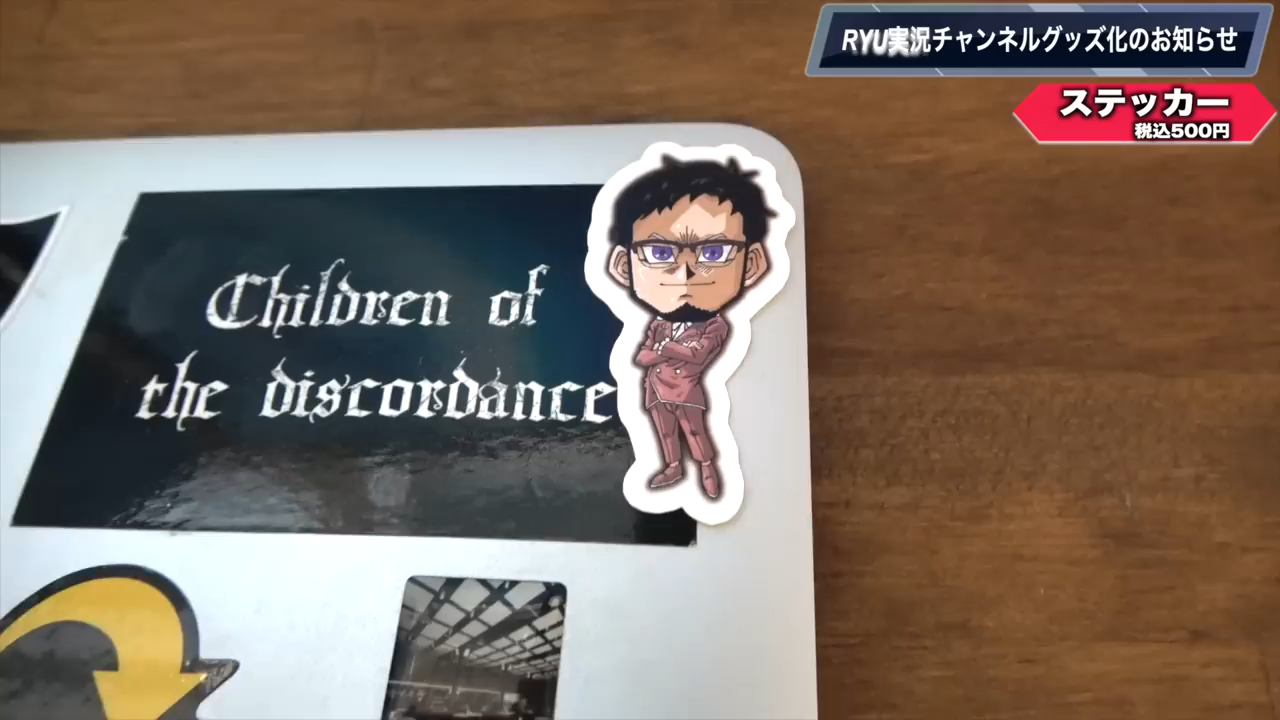 RYU実況チャンネルグッズ化のお知らせ
ステッカー
税込500円
Children of
the discordance